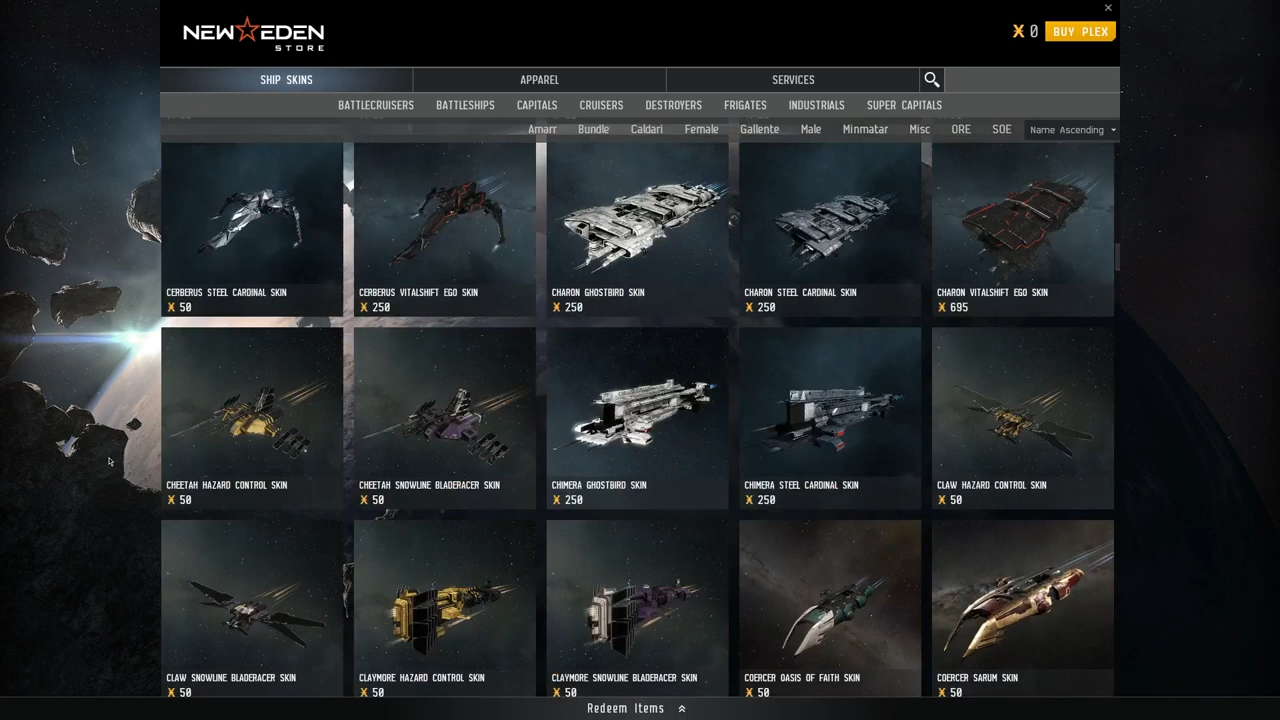 NEW EDEN
STORE
X 0
BUY PLEX
SHIP SKINS
APPAREL
SERVICES
BATTLECRUISERS
BATTLESHIPS
CAPITALS
CRUISERS
DESTROYERS
FRIGATES
INDUSTRIALS
SUPER CAPITALS
Amarr
Bundle
Caldari
Female
Gallente
Male
Minmatar
Misc
ORE
SOE
Name Ascending
CERBERUS STEEL CARDINAL SKIN
50
CERBERUS VITALSHIFT EGO SKIN
250
CHARON GHOSTBIRD SKIN
250
CHARON STEEL CARDINAL SKIN
250
CHARON VITALSHIFT EGO SKIN
695
CHEETAH HAZARD CONTROL SKIN
50
CHEETAH SNOWLINE BLADERACER SKIN
50
CHIMERA GHOSTBIRD SKIN
250
CHIMERA STEEL CARDINAL SKIN
250
CLAW HAZARD CONTROL SKIN
50
CLAW SNOWLINE BLADERACER SKIN
50
CLAYMORE HAZARD CONTROL SKIN
50
CLAYMORE SNOWLINE BLADERACER SKIN
50
COERCER OASIS OF FAITH SKIN
50
COERCER SARUM SKIN
50
Redeem Items